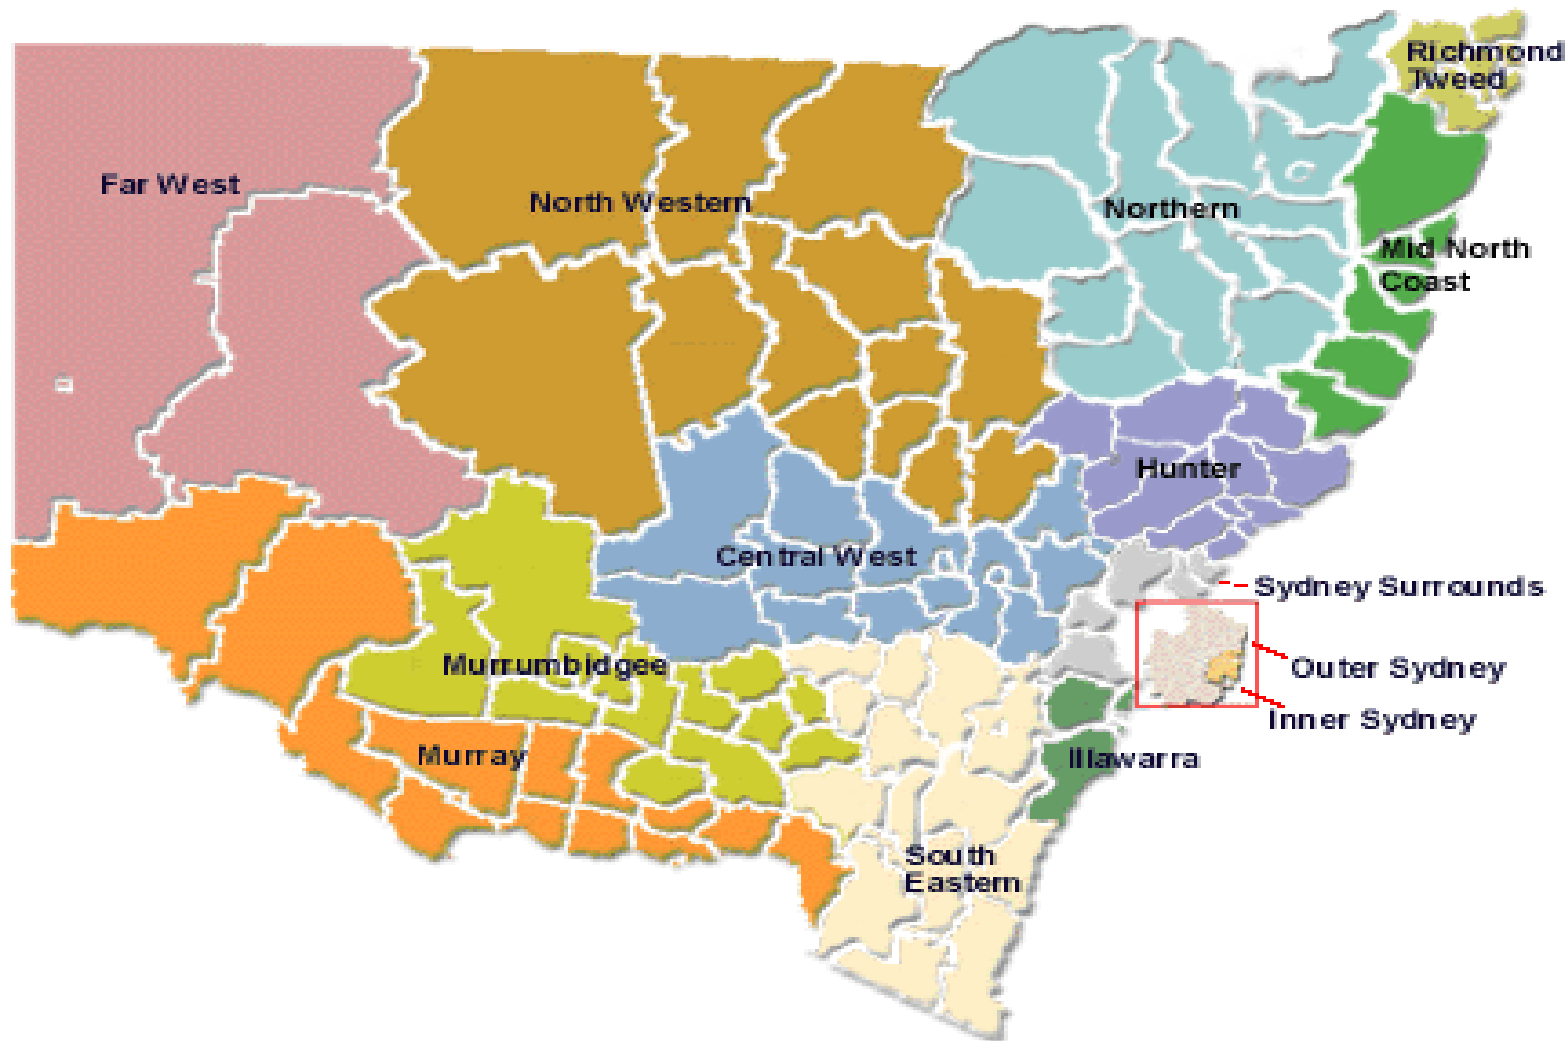 Richmond
Tweed
Far West
North Western
Northern
Mid North
Coast
Hunter
Central West
Sydney Surrounds
Murrumbidgee
Outer Sydney
Inner Sydney
Murray
Illawarra
South
Eastern